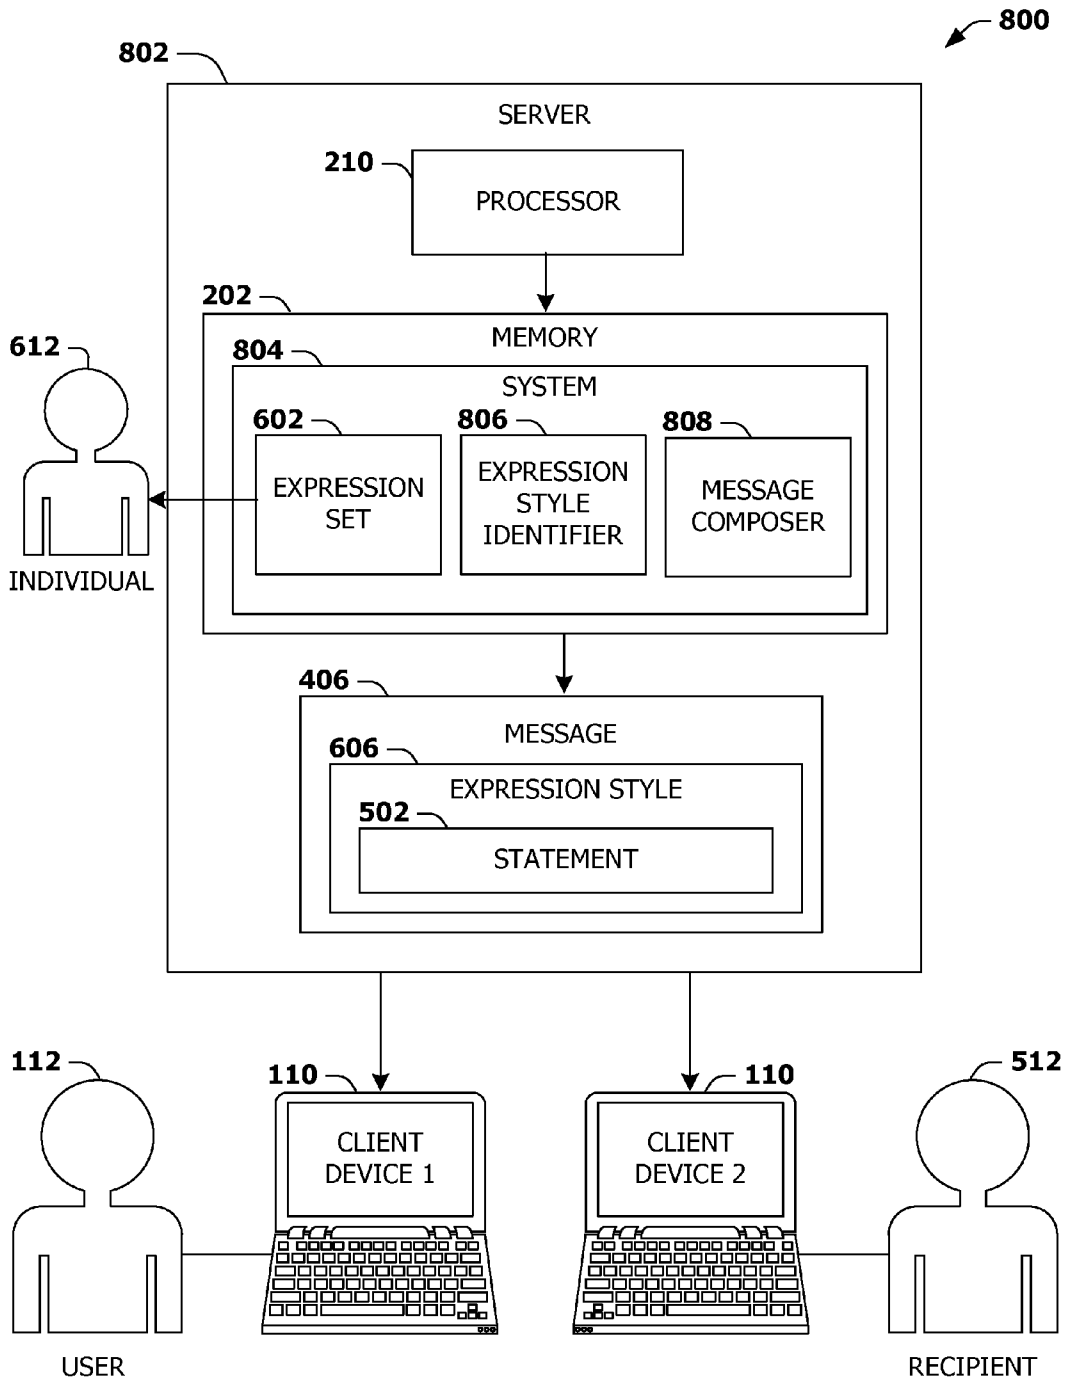 800
802
SERVER
210
PROCESSOR
202
MEMORY
612
804
SYSTEM
602
806
808
EXPRESSION
SET
EXPRESSION
STYLE
IDENTIFIER
MESSAGE
COMPOSER
INDIVIDUAL
406
MESSAGE
606
EXPRESSION STYLE
502
STATEMENT
112
110
110
512
CLIENT
DEVICE 1
CLIENT
DEVICE 2
USER
RECIPIENT